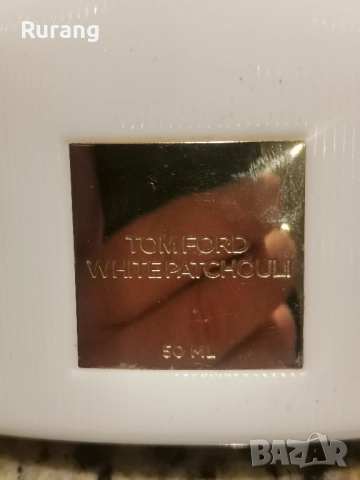 Rurang
TOM FORD
WHITE PATCHOULI
50 ML
BAZAR